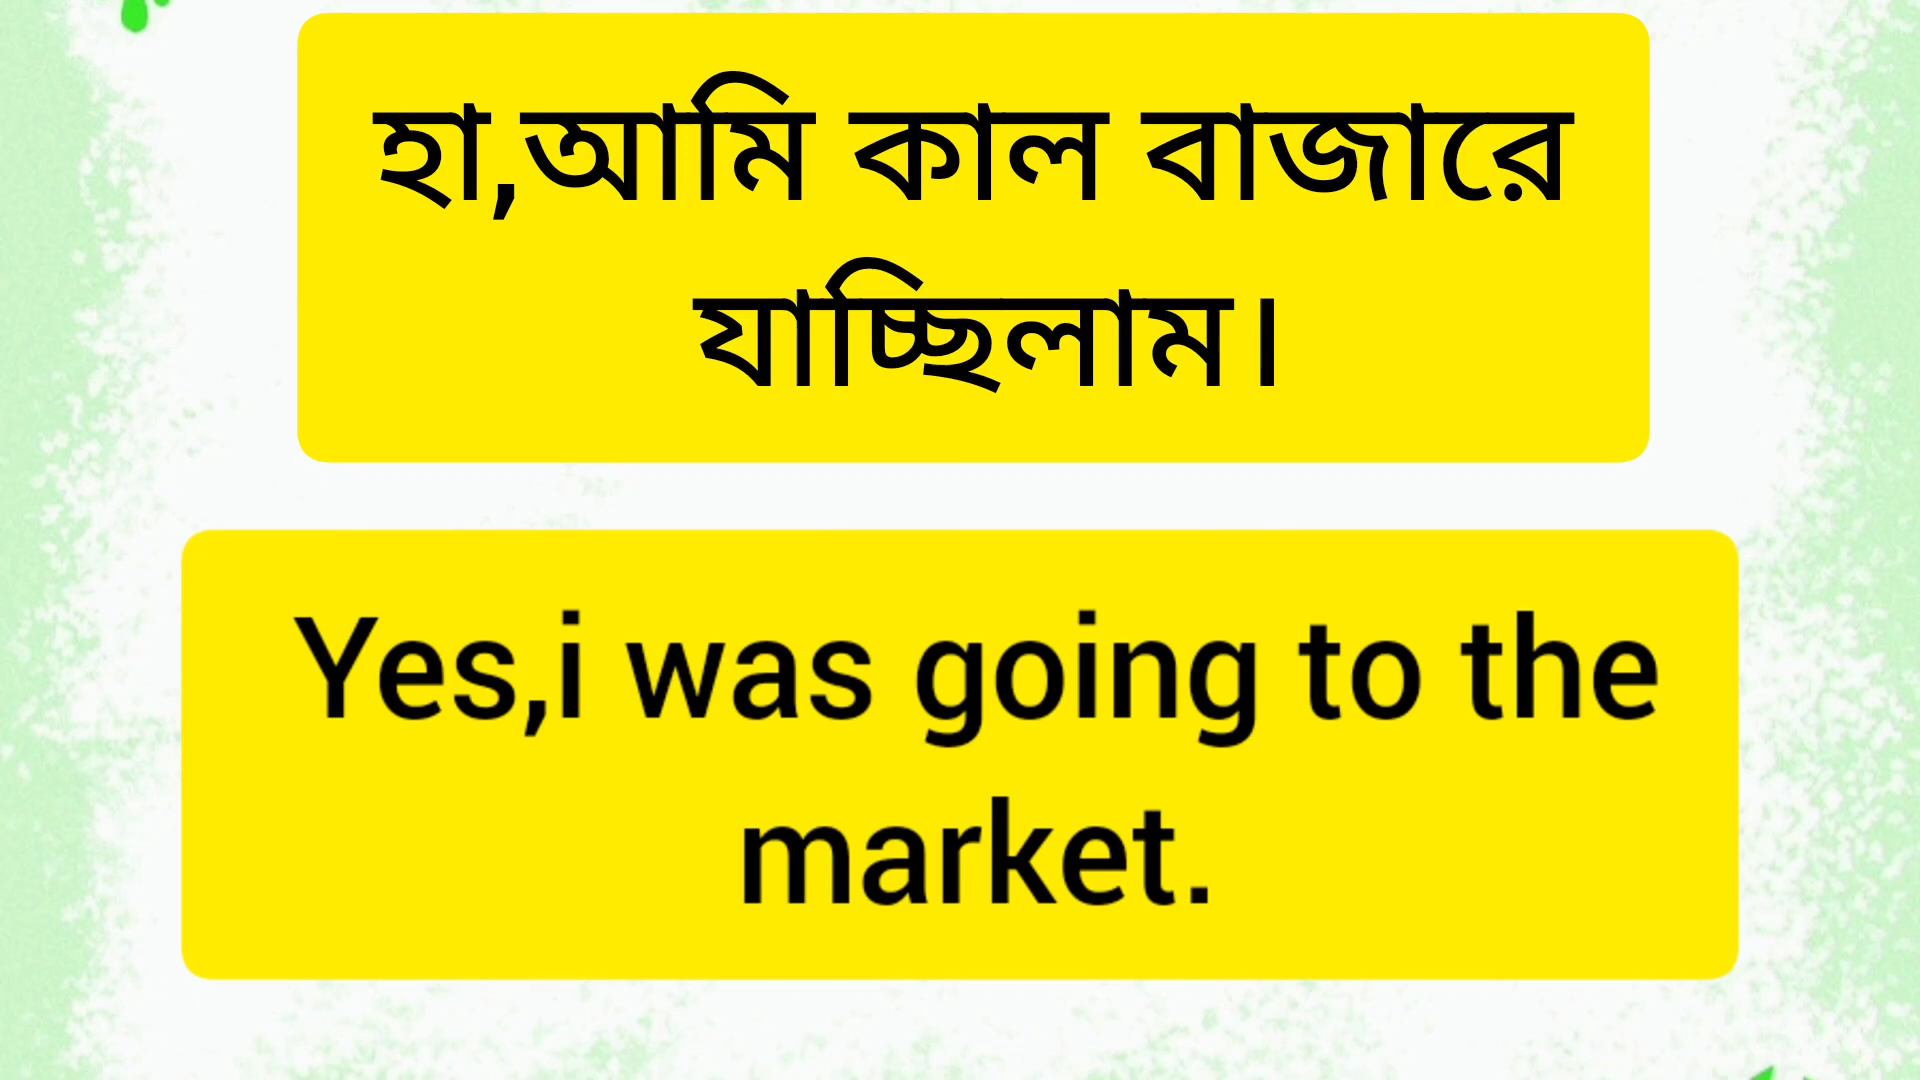 হা,আমি কাল বাজারে
যাচ্ছিলাম।
Yes,i was going to the
market.